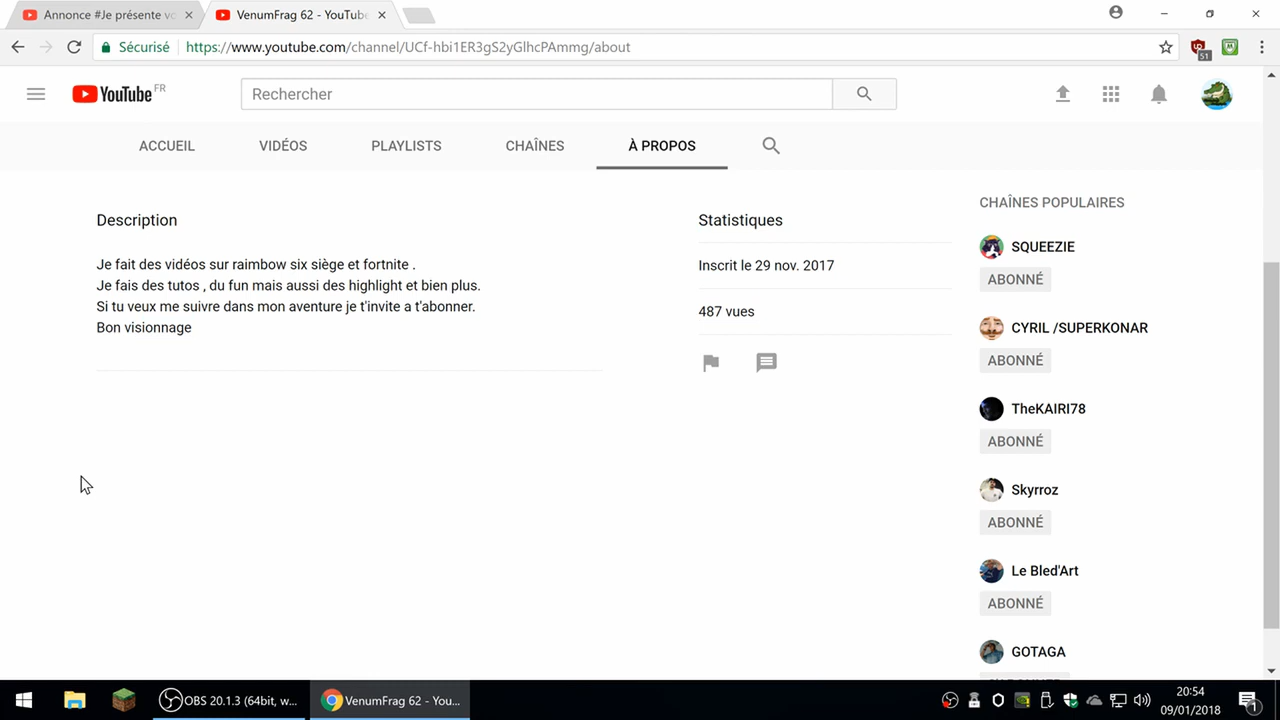 Annonce #Je présente vo
VenumFrag 62 - YouTube
Sécurisé
https://www.youtube.com/channel/UCf-hbi1ER3gS2yGlhcPAmmg/about
51
YouTube FR
Rechercher
ACCUEIL
VIDÉOS
PLAYLISTS
CHAÎNES
À PROPOS
Description
Je fait des vidéos sur raimbow six siège et fortnite .
Je fais des tutos , du fun mais aussi des highlight et bien plus.
Si tu veux me suivre dans mon aventure je t'invite a t'abonner.
Bon visionnage
Statistiques
Inscrit le 29 nov. 2017
487 vues
CHAÎNES POPULAIRES
SQUEEZIE
ABONNÉ
CYRIL /SUPERKONAR
ABONNÉ
TheKAIRI78
ABONNÉ
Skyrroz
ABONNÉ
Le Bled'Art
ABONNÉ
GOTAGA
OBS 20.1.3 (64bit, w...
VenumFrag 62 - You...
20:54
09/01/2018
1